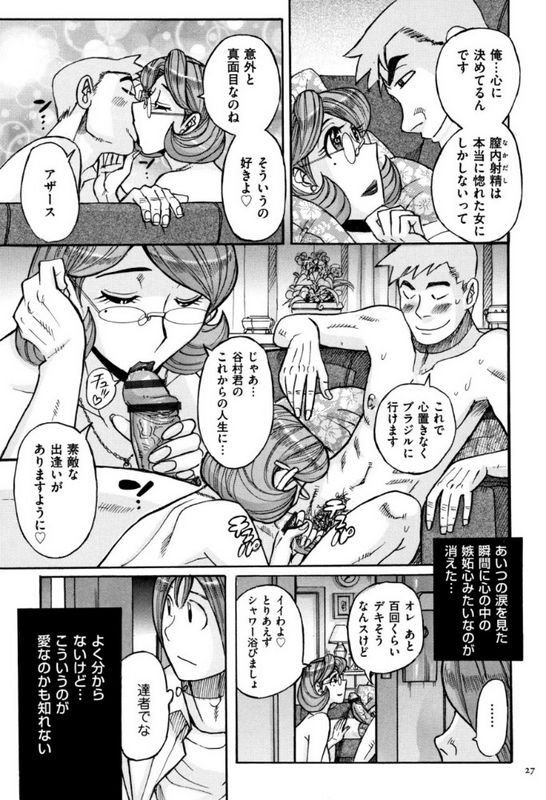 俺…心に
決めてるん
です
膣内射精は
なかだし
本当に惚れた女に
しかしないって
意外と
真面目なのね
そういうの
好きよ♡
アザース
これで
心置きなく
ブラジルに
行けます
じゃあ…
谷村君の
これからの人生に…
チュッ♡
素敵な
出逢いが
ありますように♡
あいつの涙を見た
瞬間に心の中の
嫉妬心みたいなのが
消えた…
……
オレ あと
百回くらい
デキそう
なんスけど
イイわよ♡
とりあえず
シャワー浴びましょ
達者でな
よく分から
ないけど…
こういうのが
愛なのかも知れない
27